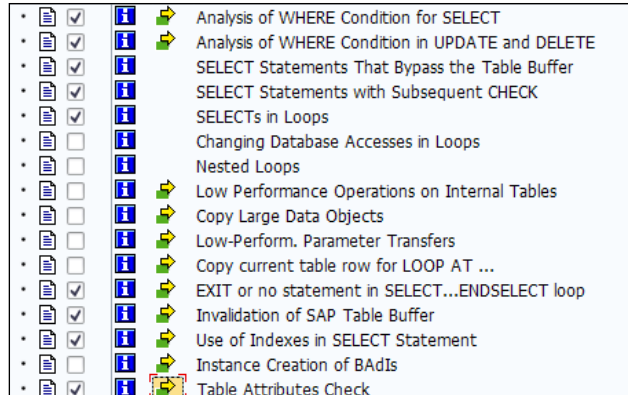 Analysis of WHERE Condition for SELECT
Analysis of WHERE Condition in UPDATE and DELETE
SELECT Statements That Bypass the Table Buffer
SELECT Statements with Subsequent CHECK
SELECTs in Loops
Changing Database Accesses in Loops
Nested Loops
Low Performance Operations on Internal Tables
Copy Large Data Objects
Low-Perform. Parameter Transfers
Copy current table row for LOOP AT ...
EXIT or no statement in SELECT...ENDSELECT loop
Invalidation of SAP Table Buffer
Use of Indexes in SELECT Statement
Instance Creation of BAdIs
Table Attributes Check